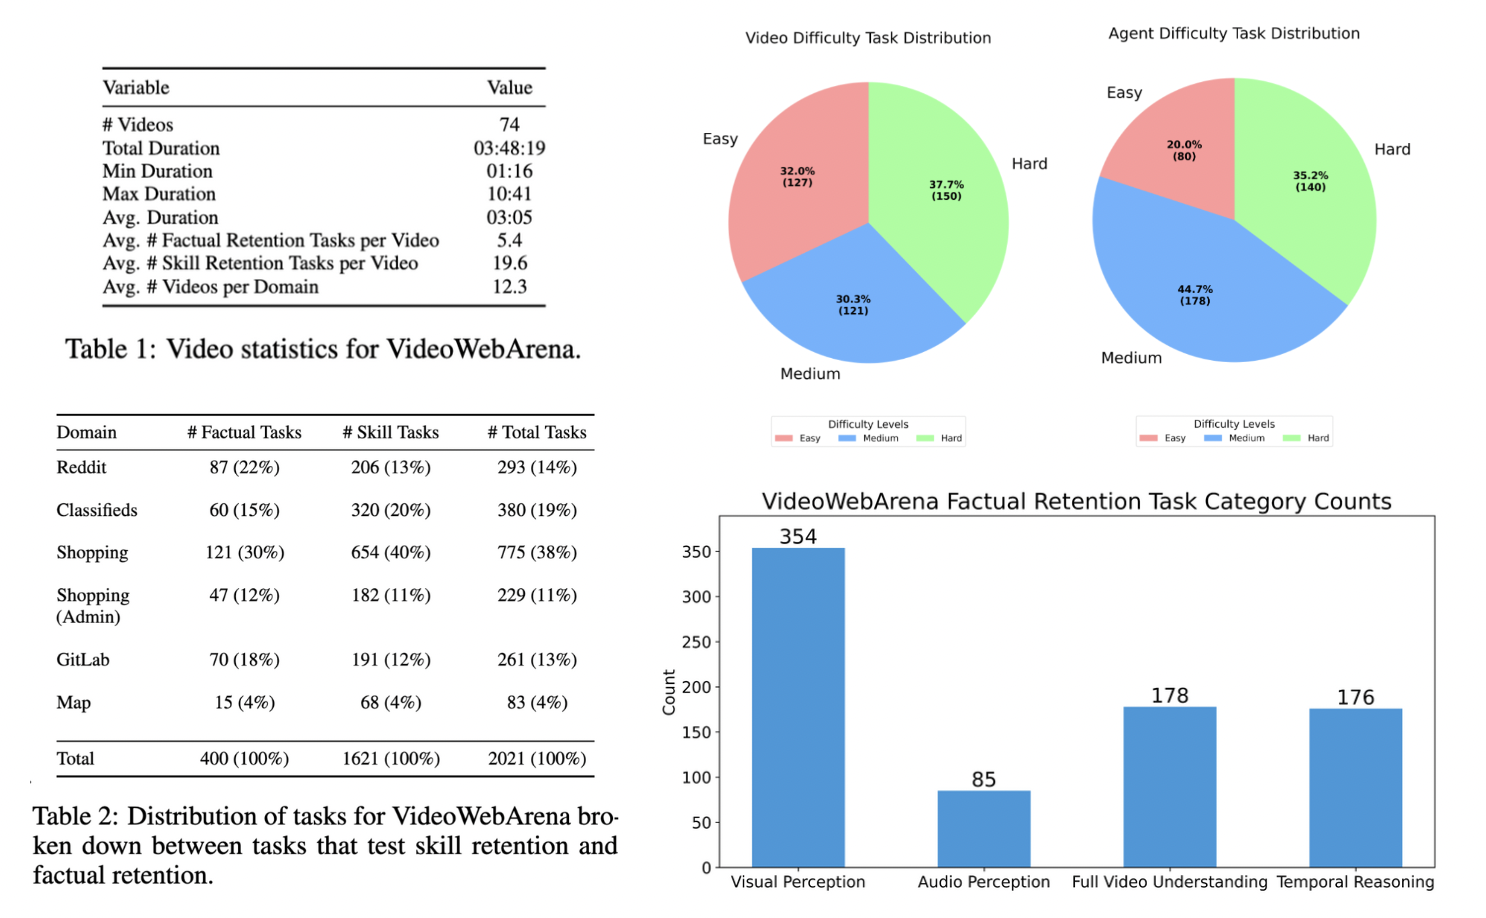 Variable Value
# Videos 74
Total Duration 03:48:19
Min Duration 01:16
Max Duration 10:41
Avg. Duration 03:05
Avg. # Factual Retention Tasks per Video 5.4
Avg. # Skill Retention Tasks per Video 19.6
Avg. # Videos per Domain 12.3
Table 1: Video statistics for VideoWebArena.
Domain # Factual Tasks # Skill Tasks # Total Tasks
Reddit 87 (22%) 206 (13%) 293 (14%)
Classifieds 60 (15%) 320 (20%) 380 (19%)
Shopping 121 (30%) 654 (40%) 775 (38%)
Shopping 47 (12%) 182 (11%) 229 (11%)
(Admin)
GitLab 70 (18%) 191 (12%) 261 (13%)
Map 15 (4%) 68 (4%) 83 (4%)
Total 400 (100%) 1621 (100%) 2021 (100%)
Table 2: Distribution of tasks for VideoWebArena bro-
ken down between tasks that test skill retention and
factual retention.
Video Difficulty Task Distribution
Easy
32.0%
(127)
Hard
37.7%
(150)
30.3%
(121)
Medium
Difficulty Levels
Easy Medium Hard
Agent Difficulty Task Distribution
Easy
20.0%
(80)
Hard
35.2%
(140)
44.7%
(178)
Medium
Difficulty Levels
Easy Medium Hard
VideoWebArena Factual Retention Task Category Counts
Count
350
300
250
200
150
100
50
0
354
85
178
176
Visual Perception Audio Perception Full Video Understanding Temporal Reasoning